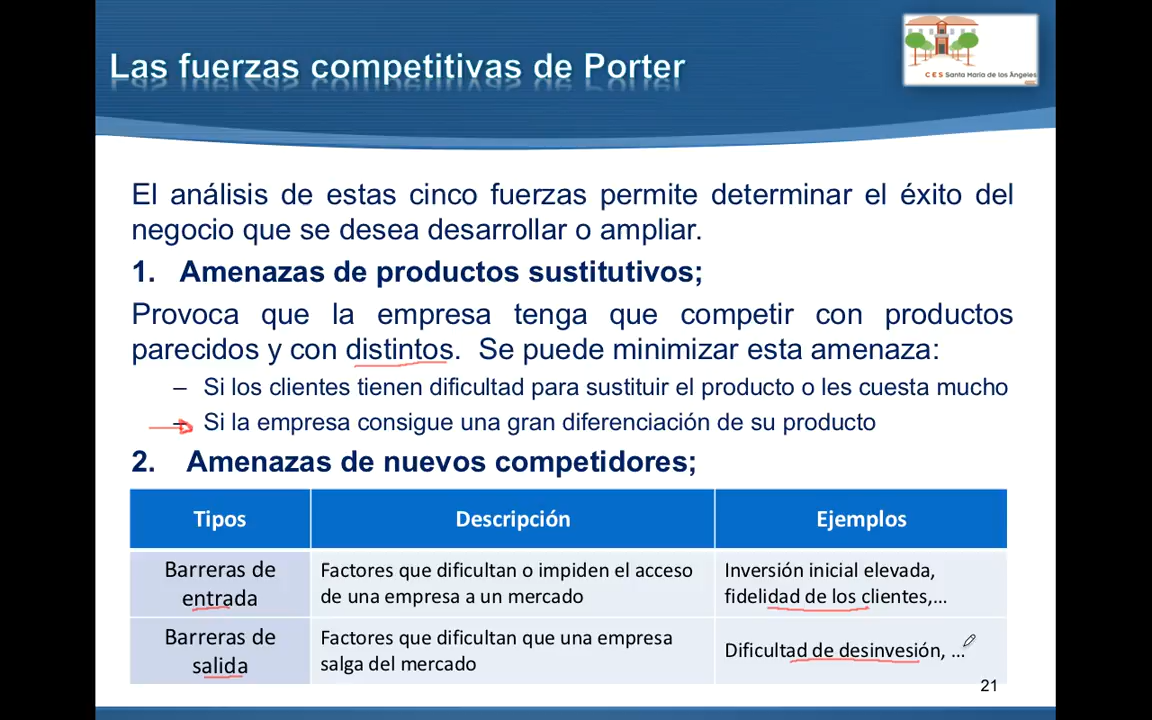 Las fuerzas competitivas de Porter
C E S Santa María de los Ángeles
El análisis de estas cinco fuerzas permite determinar el éxito del
negocio que se desea desarrollar o ampliar.
1. Amenazas de productos sustitutivos;
Provoca que la empresa tenga que competir con productos
parecidos y con distintos. Se puede minimizar esta amenaza:
– Si los clientes tienen dificultad para sustituir el producto o les cuesta mucho
– Si la empresa consigue una gran diferenciación de su producto
2. Amenazas de nuevos competidores;
Tipos Descripción Ejemplos
Barreras de
entrada
Factores que dificultan o impiden el acceso
de una empresa a un mercado
Inversión inicial elevada,
fidelidad de los clientes,...
Barreras de
salida
Factores que dificultan que una empresa
salga del mercado
Dificultad de desinvesión, ...
21